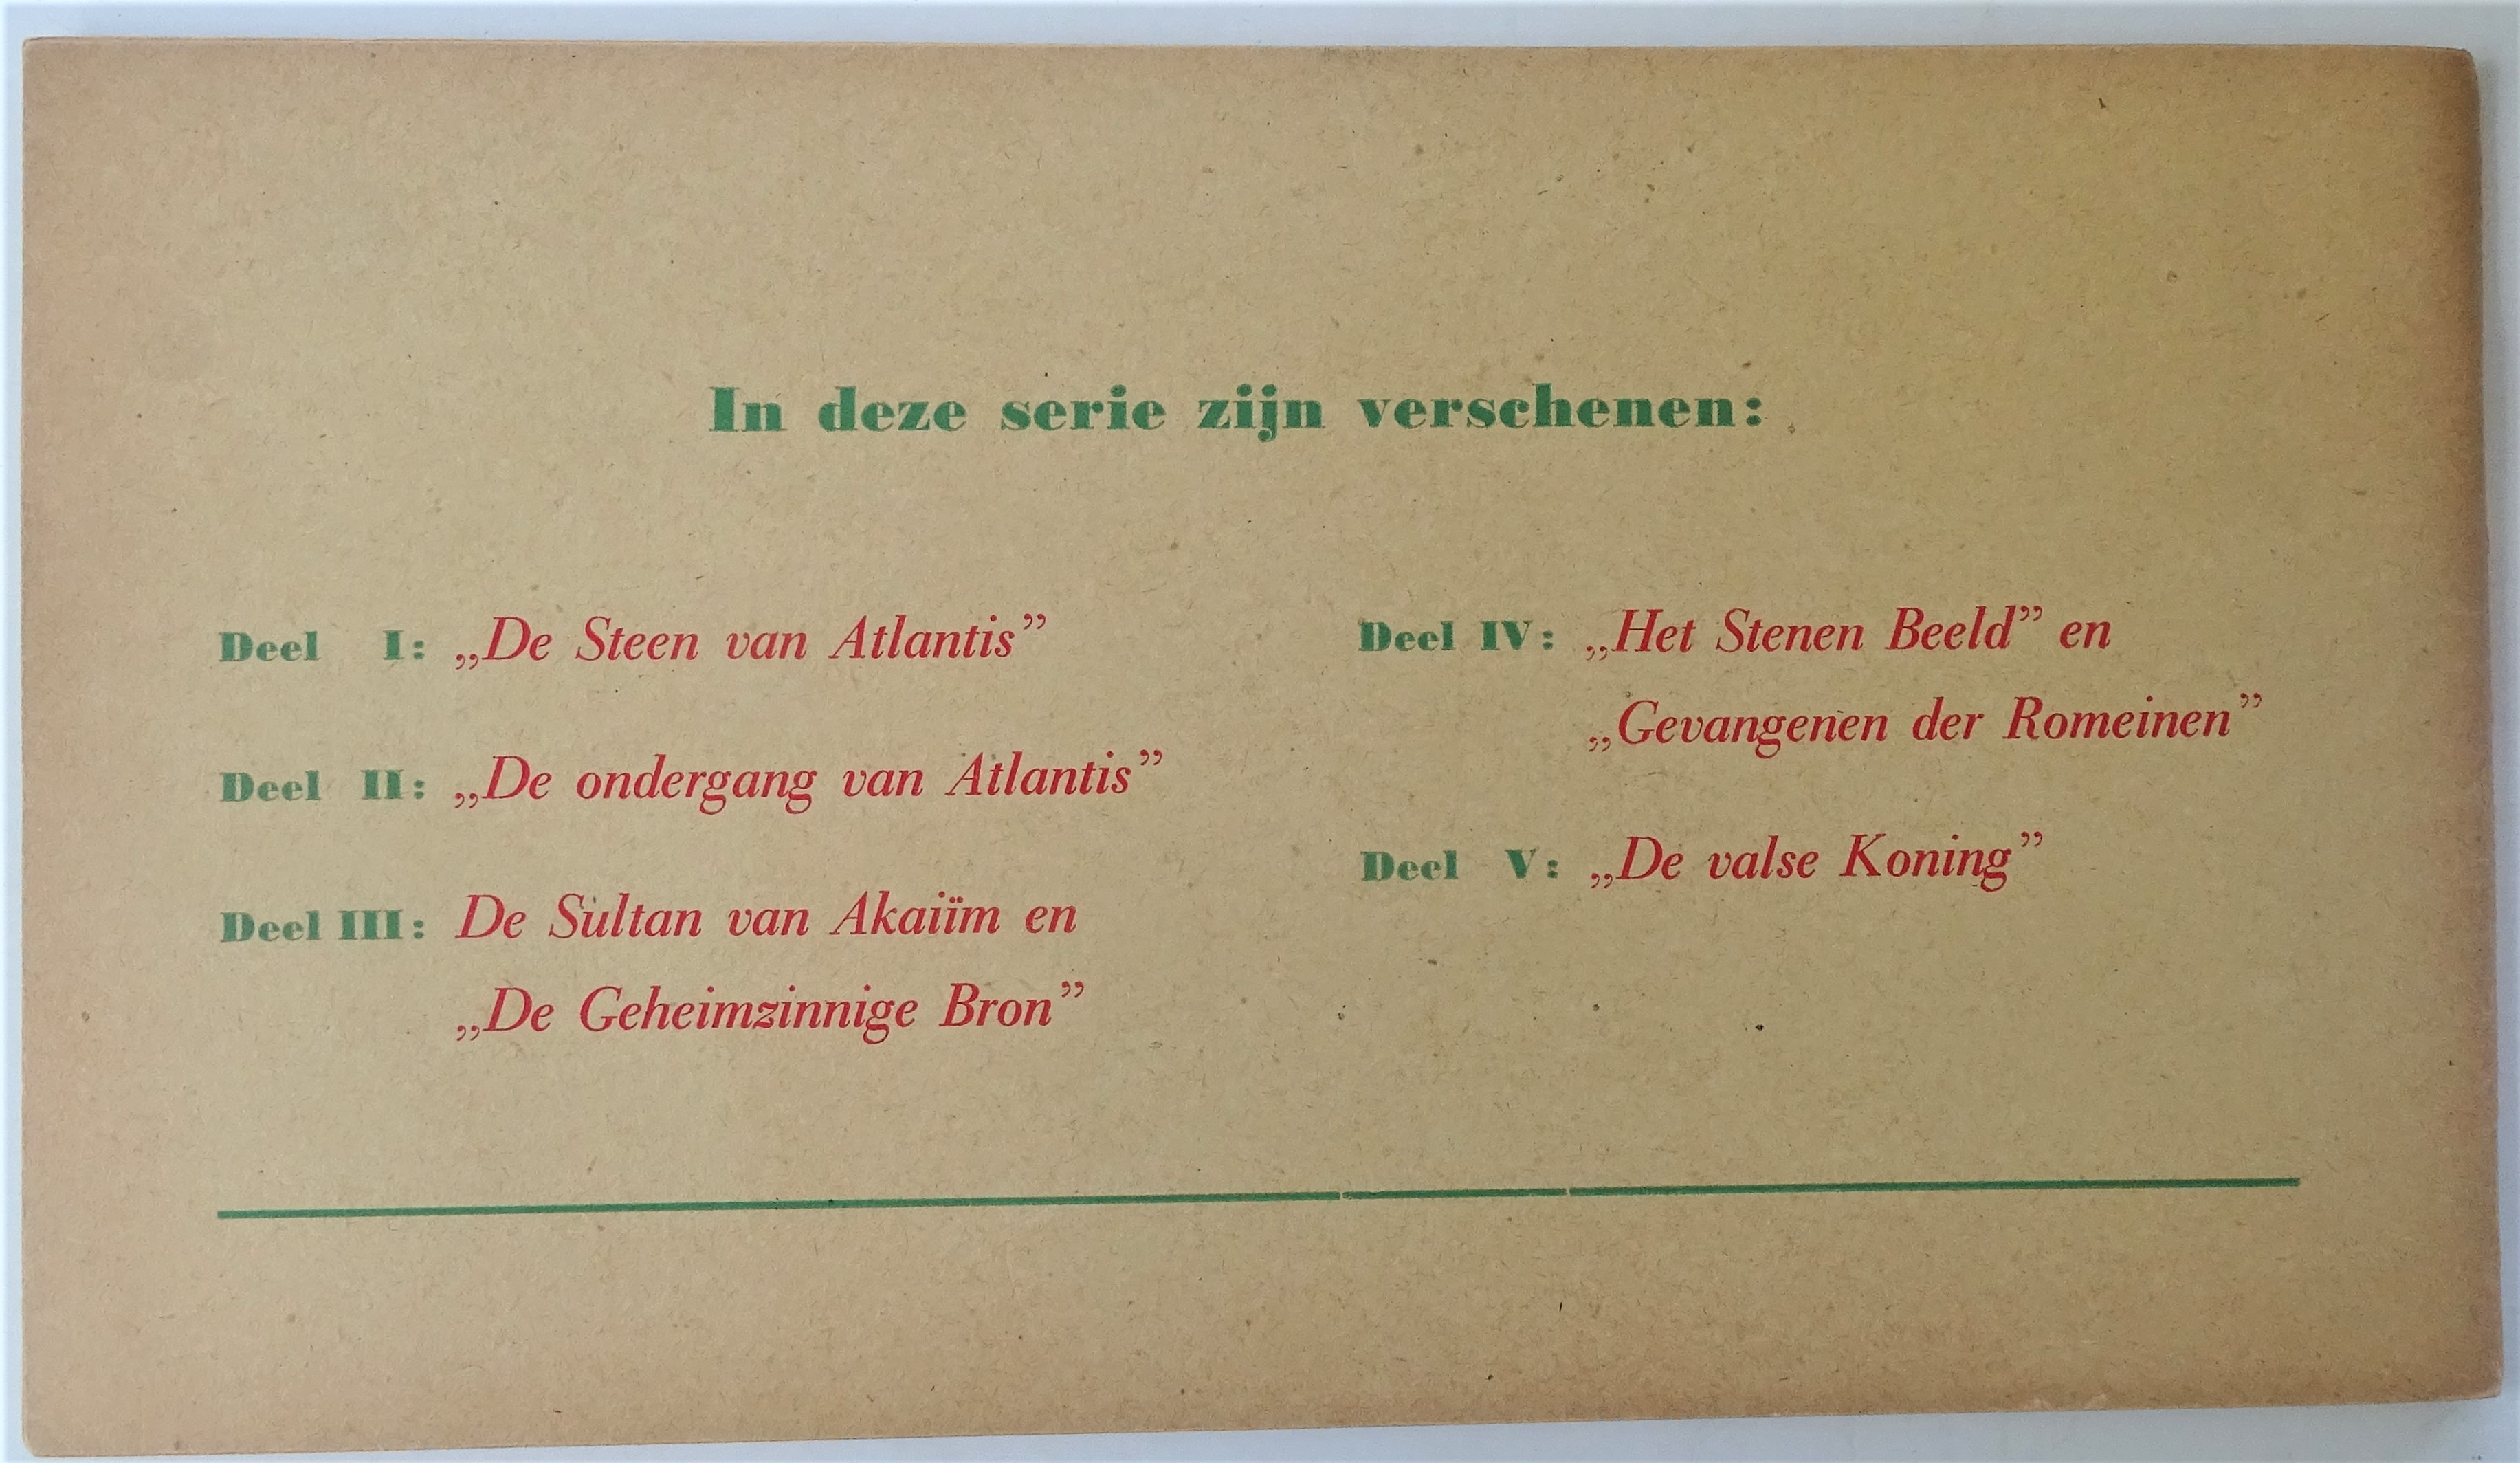 In deze serie zijn verschenen:
Deel I: „De Steen van Atlantis”
Deel II: „De ondergang van Atlantis”
Deel III: De Sultan van Akaiïm en
„De Geheimzinnige Bron”
Deel IV: „Het Stenen Beeld” en
„Gevangenen der Romeinen”
Deel V: „De valse Koning”